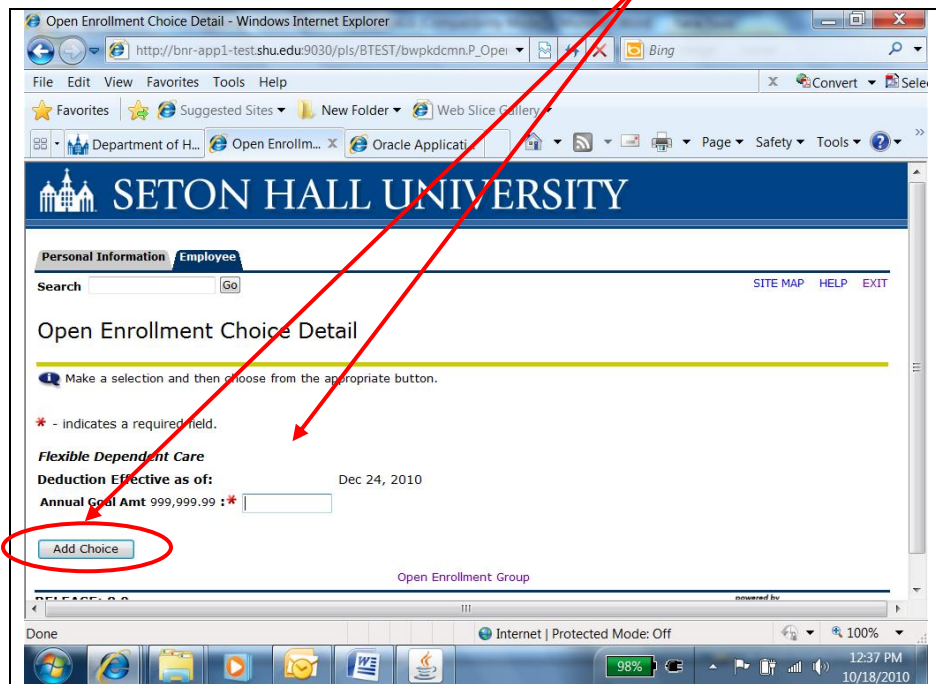 Open Enrollment Choice Detail - Windows Internet Explorer
http://bnr-app1-test.shu.edu:9030/pls/BTEST/bwpkdcmn.P_Ope
Bing
File Edit View Favorites Tools Help
X Convert Sele
Favorites Suggested Sites New Folder Web Slice Gallery
Department of H... Open Enrollm... X Oracle Applicati... Page Safety Tools
SETON HALL UNIVERSITY
Personal Information Employee
Search Go SITE MAP HELP EXIT
Open Enrollment Choice Detail
Make a selection and then choose from the appropriate button.
* - indicates a required field.
Flexible Dependent Care
Deduction Effective as of: Dec 24, 2010
Annual Goal Amt 999,999.99 :*
Add Choice
Open Enrollment Group
powered by
Done Internet | Protected Mode: Off 100%
98% 12:37 PM
10/18/2010